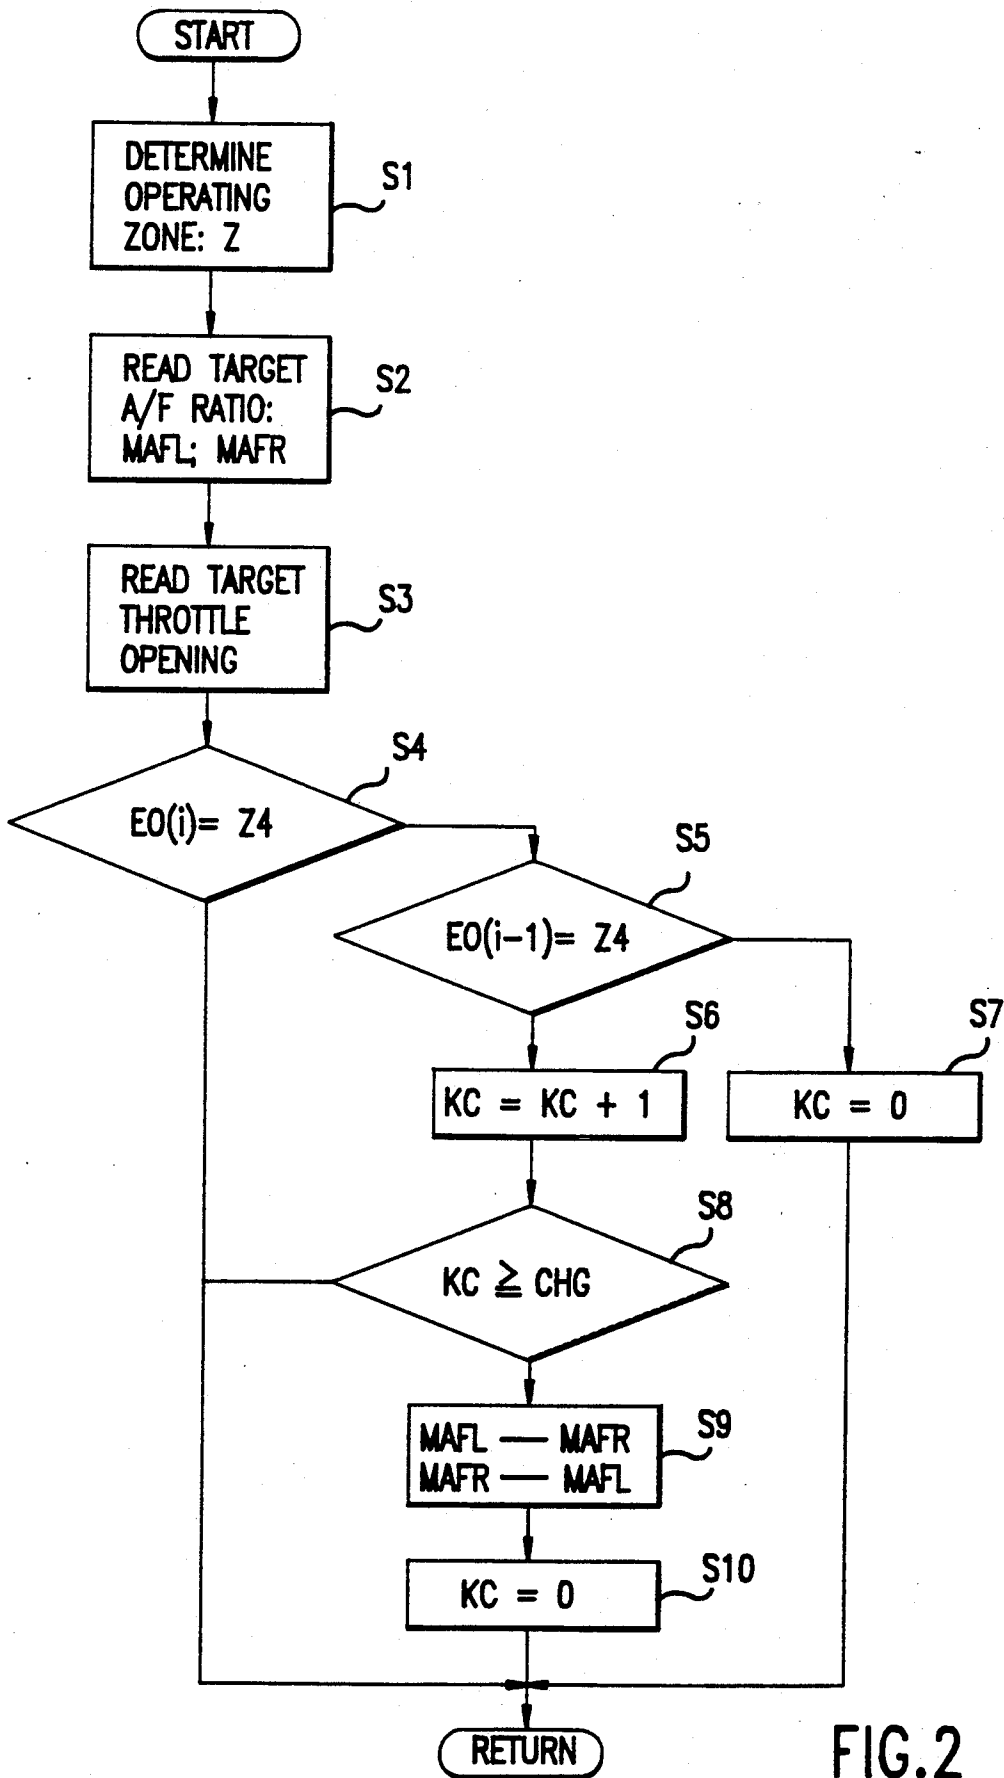 START
DETERMINE
OPERATING
ZONE: Z
S1
READ TARGET
A/F RATIO:
MAFL; MAFR
S2
READ TARGET
THROTTLE
OPENING
S3
EO(i)= Z4
S4
EO(i-1)= Z4
S5
KC = KC + 1
S6
KC = 0
S7
KC ≧ CHG
S8
MAFL — MAFR
MAFR — MAFL
S9
KC = 0
S10
RETURN
FIG.2